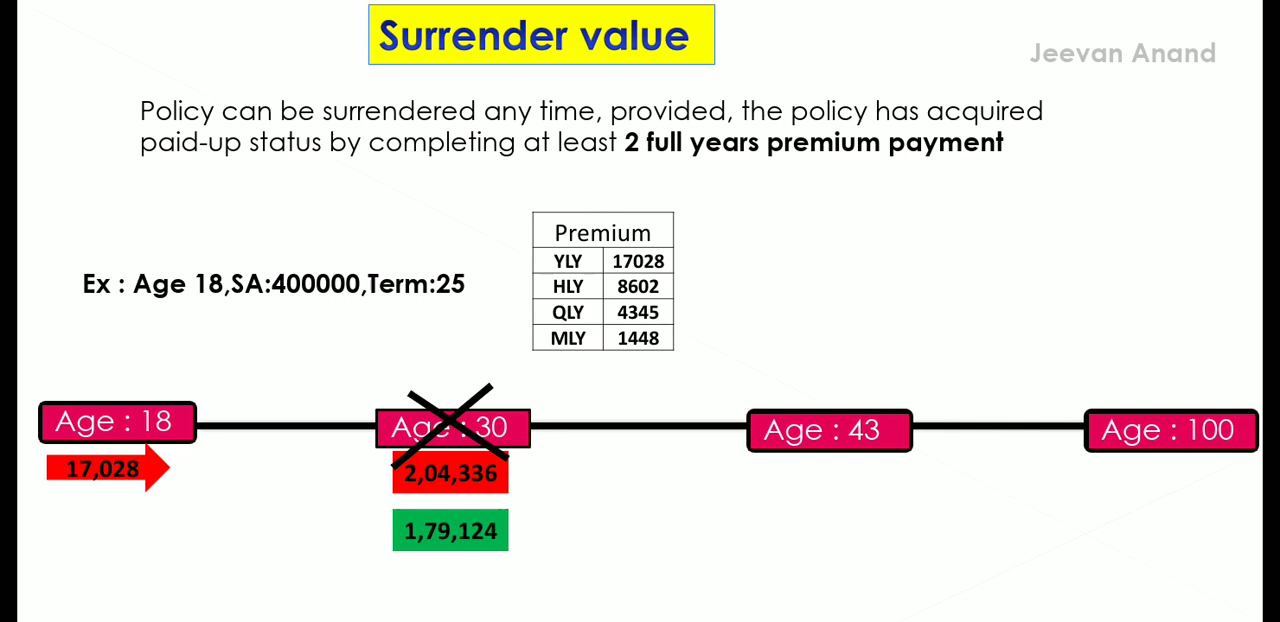 Surrender value
Jeevan Anand
Policy can be surrendered any time, provided, the policy has acquired
paid-up status by completing at least 2 full years premium payment
Ex : Age 18,SA:400000,Term:25
Premium
YLY 17028
HLY 8602
QLY 4345
MLY 1448
Age : 18
Age : 30
Age : 43
Age : 100
17,028
2,04,336
1,79,124